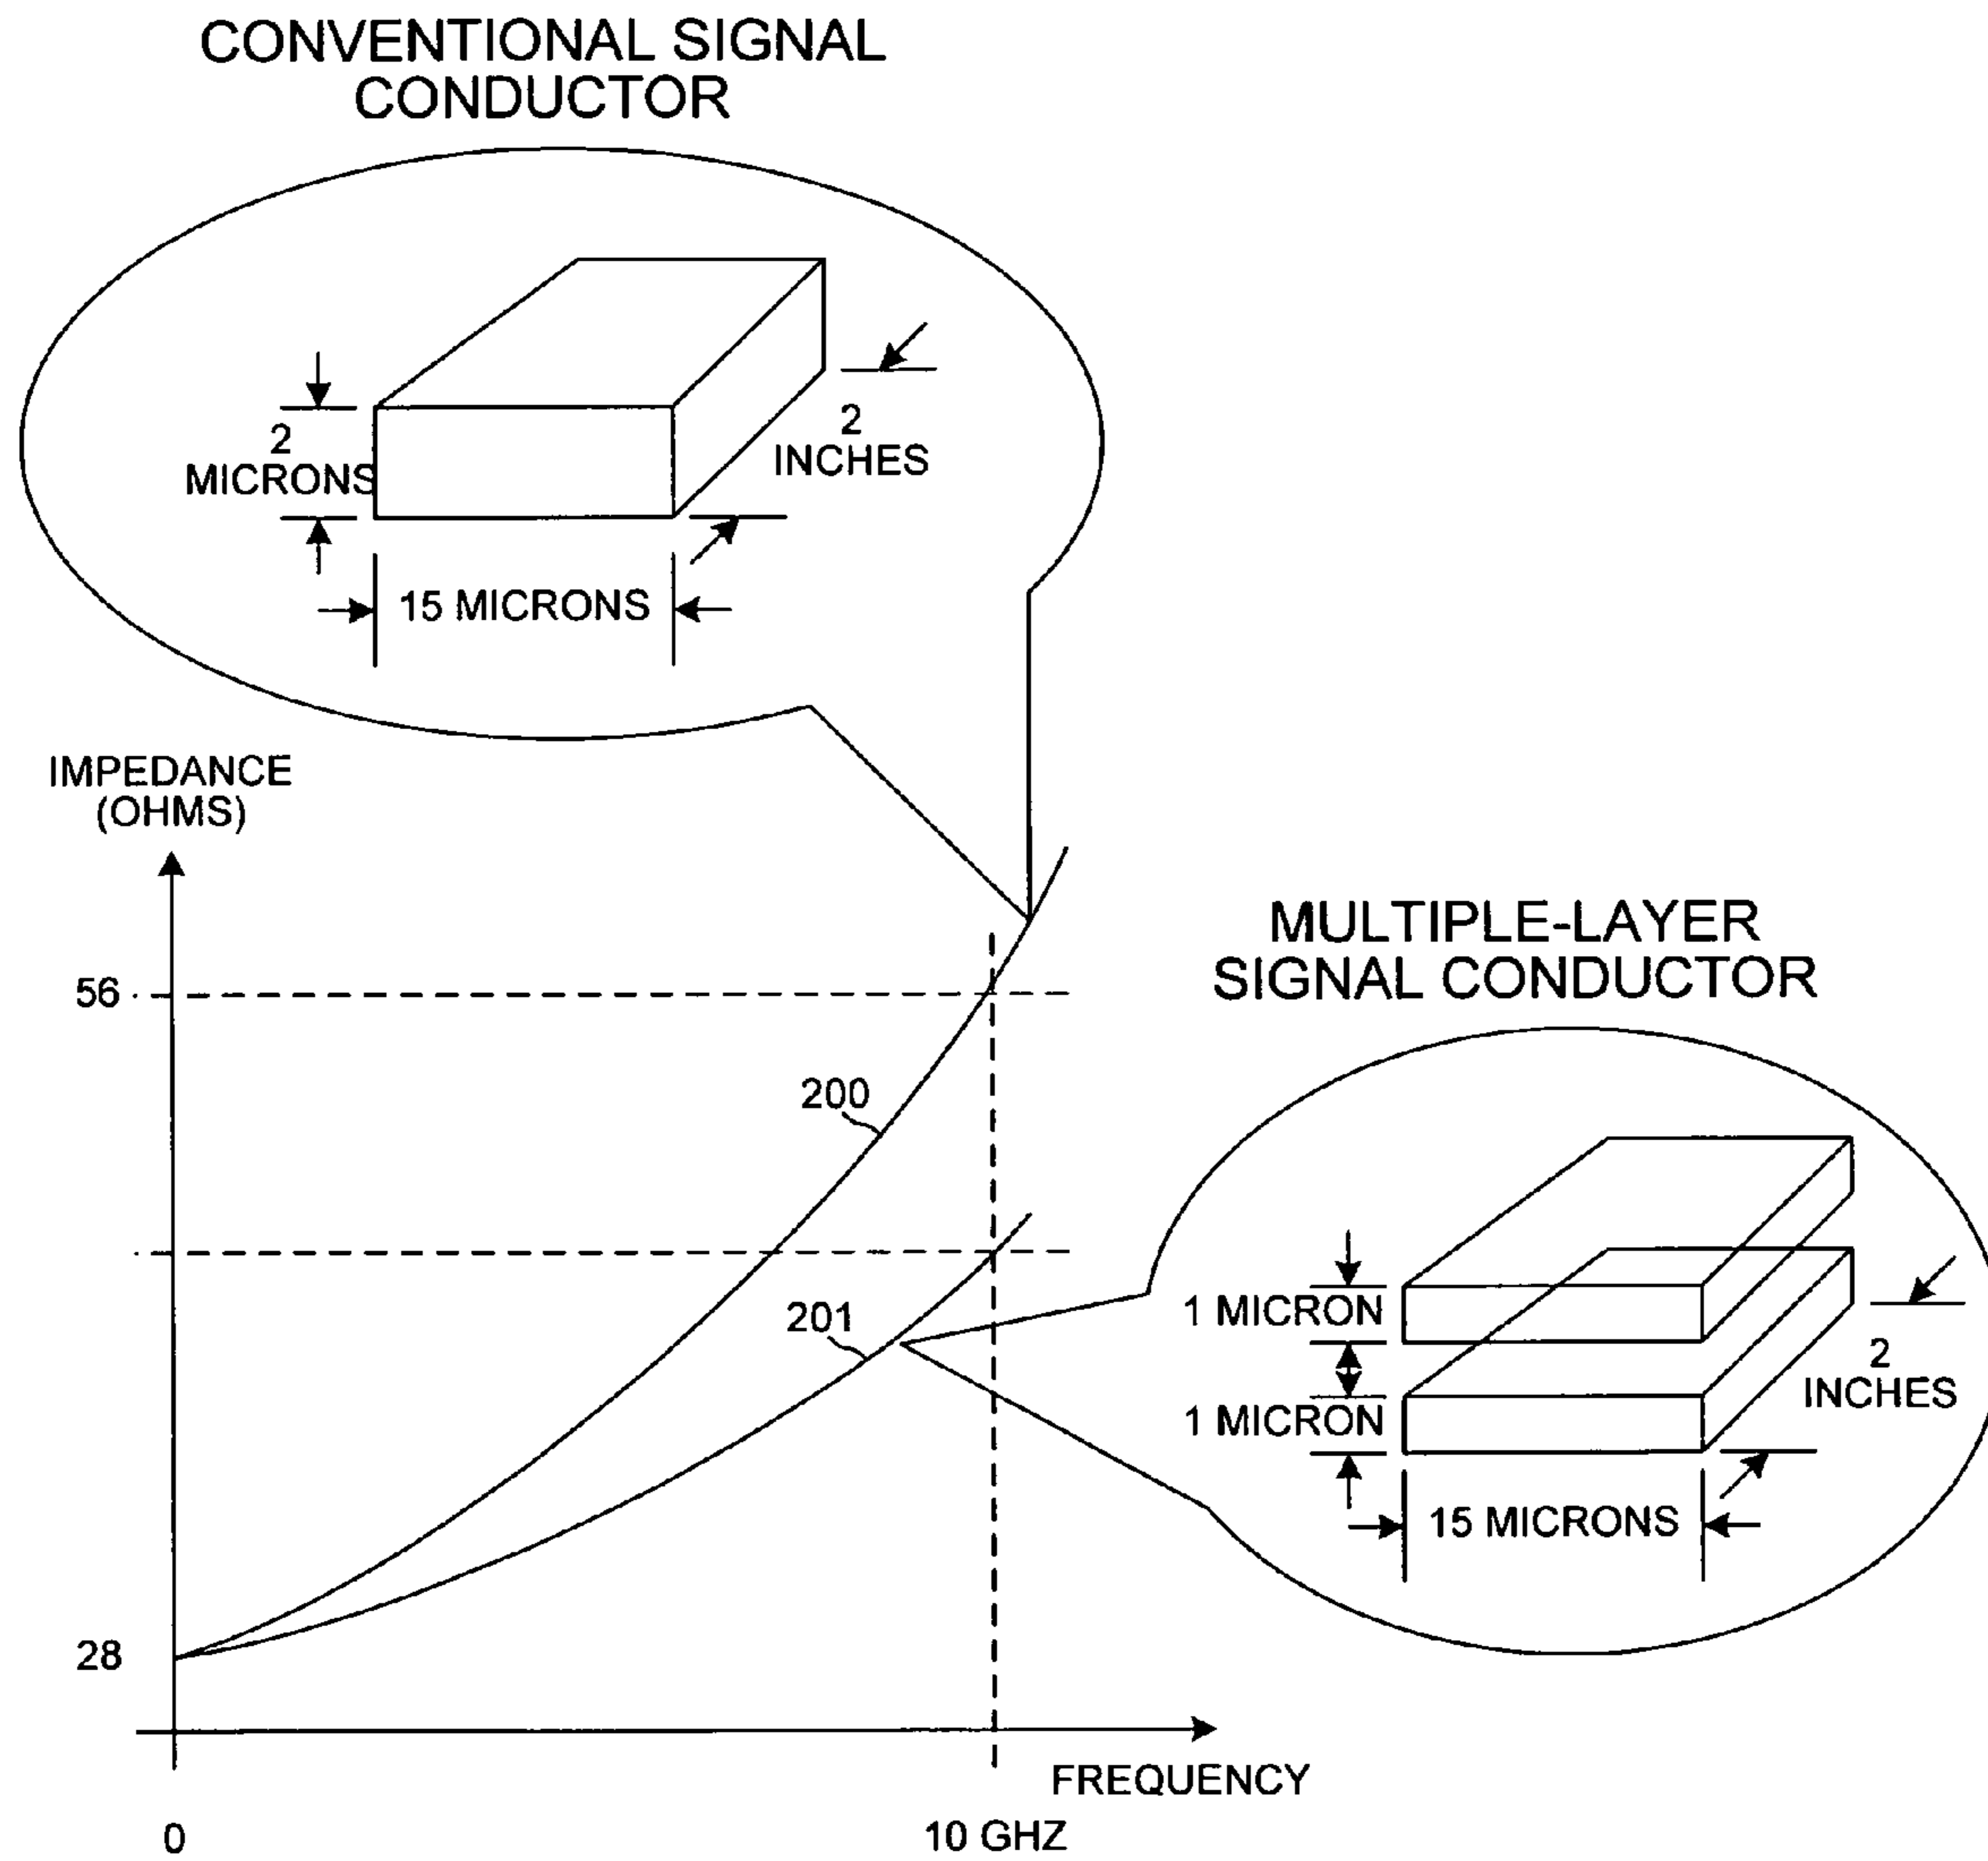 CONVENTIONAL SIGNAL
CONDUCTOR
2
MICRONS
2
INCHES
15 MICRONS
IMPEDANCE
(OHMS)
MULTIPLE-LAYER
SIGNAL CONDUCTOR
56
200
201
1 MICRON
1 MICRON
2
INCHES
15 MICRONS
28
FREQUENCY
0
10 GHZ